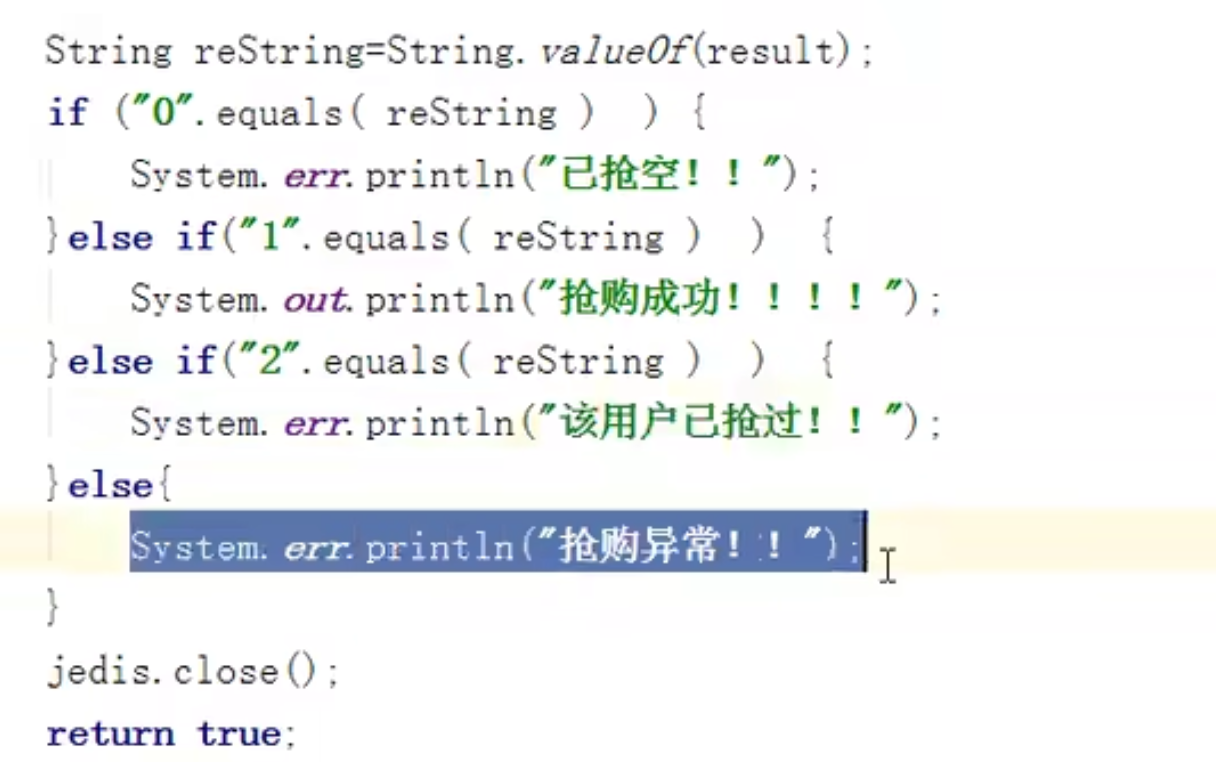 String reString=String.valueOf(result);
if ("0".equals( reString )  ) {
System.err.println("已抢空！！");
}else if("1".equals( reString )  )  {
System.out.println("抢购成功！！！！");
}else if("2".equals( reString )  )  {
System.err.println("该用户已抢过！！");
}else{
System.err.println("抢购异常！！");
}
jedis.close();
return true;